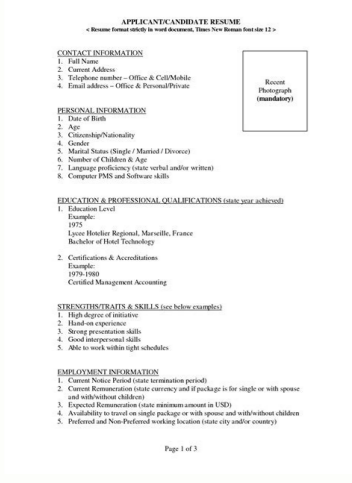 APPLICANT/CANDIDATE RESUME
< Resume format strictly in word document, Times New Roman font size 12 >
CONTACT INFORMATION
1. Full Name
2. Current Address
3. Telephone number – Office & Cell/Mobile
4. Email address – Office & Personal/Private
Recent
Photograph
(mandatory)
PERSONAL INFORMATION
1. Date of Birth
2. Age
3. Citizenship/Nationality
4. Gender
5. Marital Status (Single / Married / Divorce)
6. Number of Children & Age
7. Language proficiency (state verbal and/or written)
8. Computer PMS and Software skills
EDUCATION & PROFESSIONAL QUALIFICATIONS (state year achieved)
1. Education Level
Example:
1975
Lycee Hotelier Regional, Marseille, France
Bachelor of Hotel Technology
2. Certifications & Accreditations
Example:
1979-1980
Certified Management Accounting
STRENGTHS/TRAITS & SKILLS (see below examples)
1. High degree of initiative
2. Hand-on experience
3. Strong presentation skills
4. Good interpersonal skills
5. Able to work within tight schedules
EMPLOYMENT INFORMATION
1. Current Notice Period (state termination period)
2. Current Remuneration (state currency and if package is for single or with spouse
and with/without children)
3. Expected Remuneration (state minimum amount in USD)
4. Availability to travel on single package or with spouse and with/without children
5. Preferred and Non-Preferred working location (state city and/or country)
Page 1 of 3